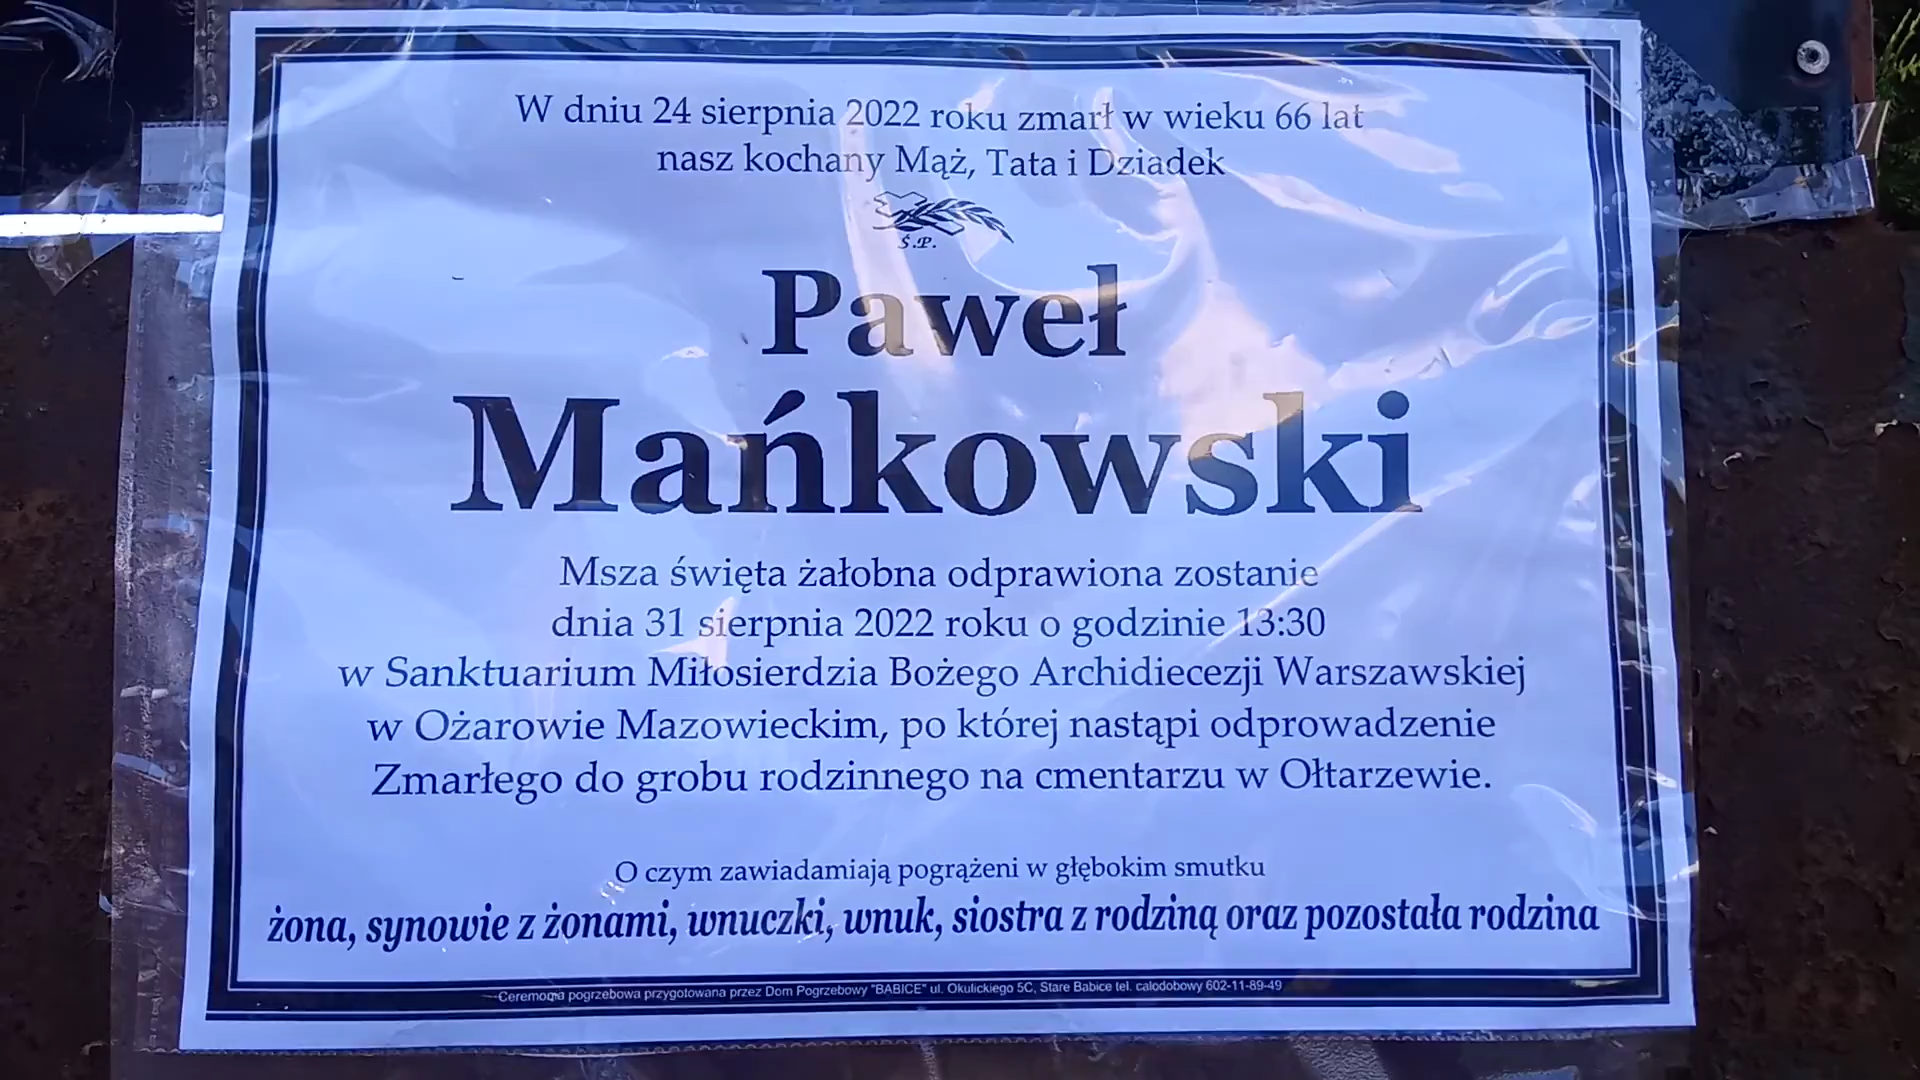 W dniu 24 sierpnia 2022 roku zmarł w wieku 66 lat
nasz kochany Mąż, Tata i Dziadek
Ś.P.
Paweł
Mańkowski
Msza święta żałobna odprawiona zostanie
dnia 31 sierpnia 2022 roku o godzinie 13:30
w Sanktuarium Miłosierdzia Bożego Archidiecezji Warszawskiej
w Ożarowie Mazowieckim, po której nastąpi odprowadzenie
Zmarłego do grobu rodzinnego na cmentarzu w Ołtarzewie.
O czym zawiadamiają pogrążeni w głębokim smutku
żona, synowie z żonami, wnuczki, wnuk, siostra z rodziną oraz pozostała rodzina
Ceremonia pogrzebowa przygotowana przez Dom Pogrzebowy "BABICE" ul. Okulickiego 5C, Stare Babice tel. całodobowy 602-11-89-49